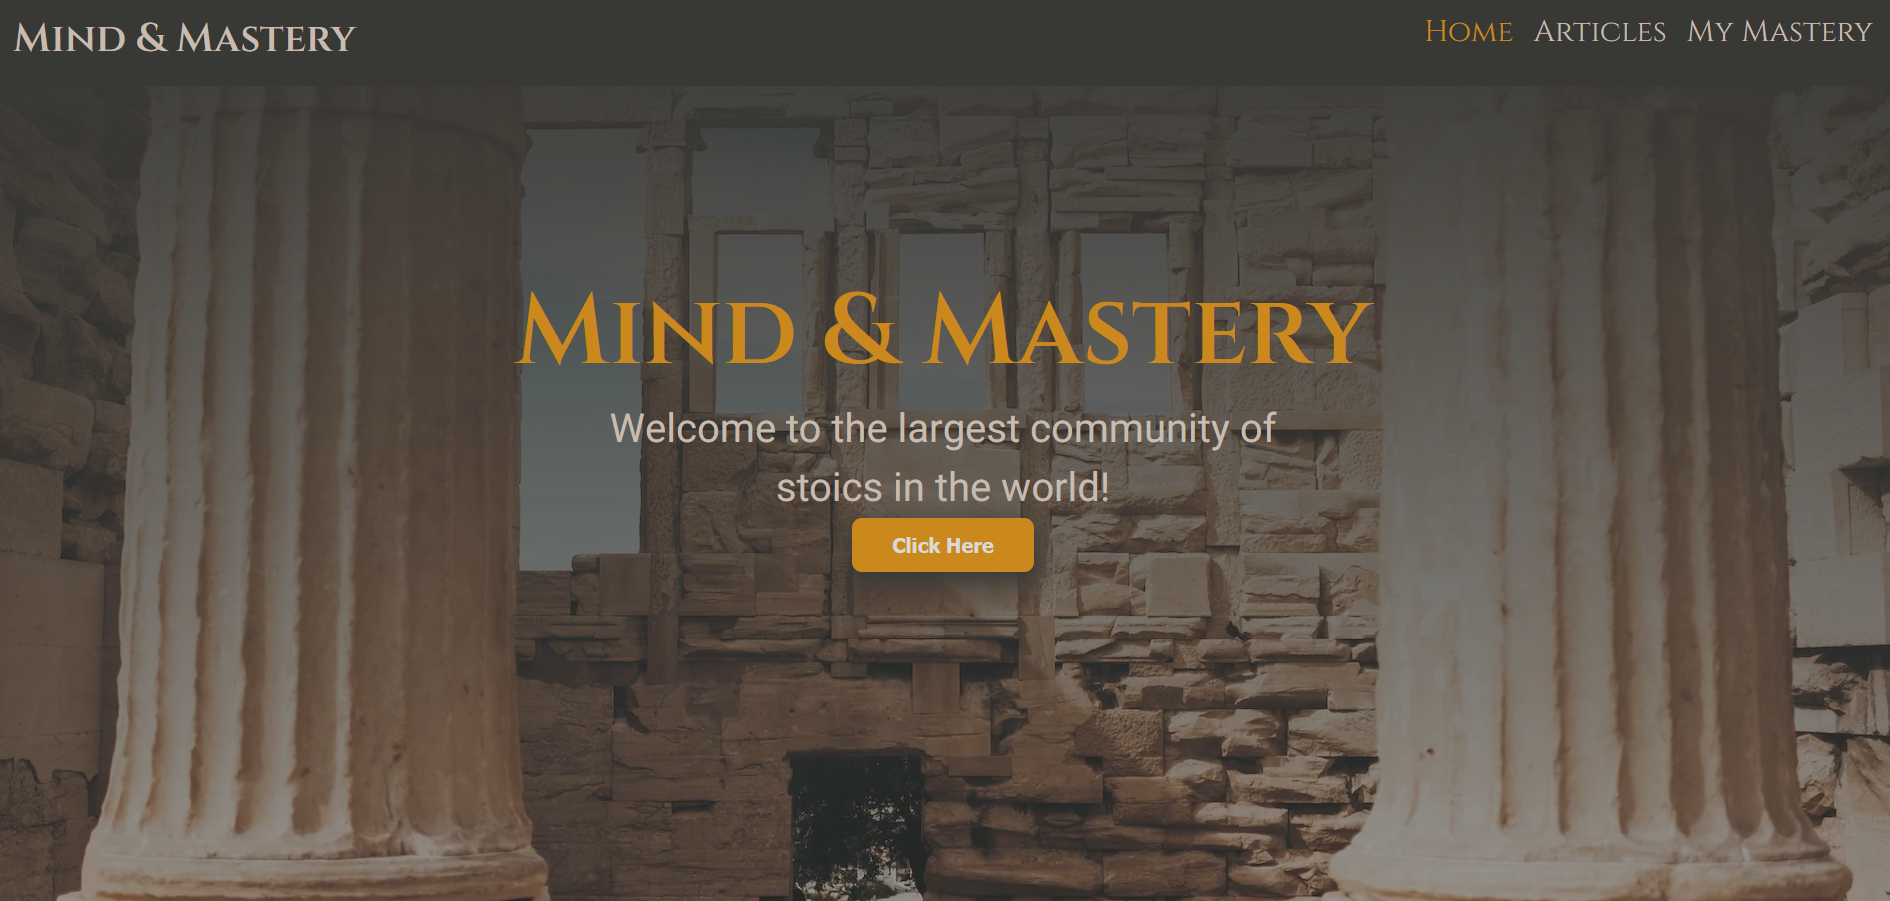 Mind & Mastery
Home Articles My Mastery
Mind & Mastery
Welcome to the largest community of
stoics in the world!
Click Here